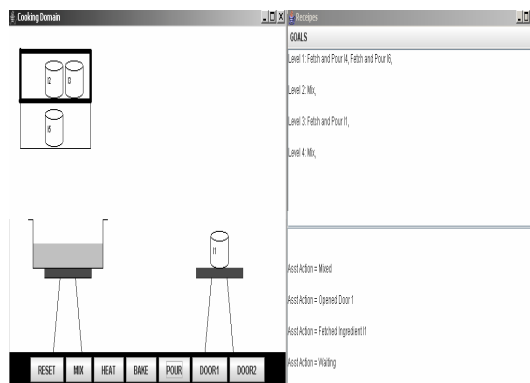 Cooking Domain
I2 I3
I5
I1
RESET MIX HEAT BAKE POUR DOOR1 DOOR2
Receipes
GOALS
Level 1: Fetch and Pour I4, Fetch and Pour I6,
Level 2: Mix,
Level 3: Fetch and Pour I1,
Level 4: Mix,
Asst Action = Mixed
Asst Action = Opened Door 1
Asst Action = Fetched Ingredient I1
Asst Action = Waiting